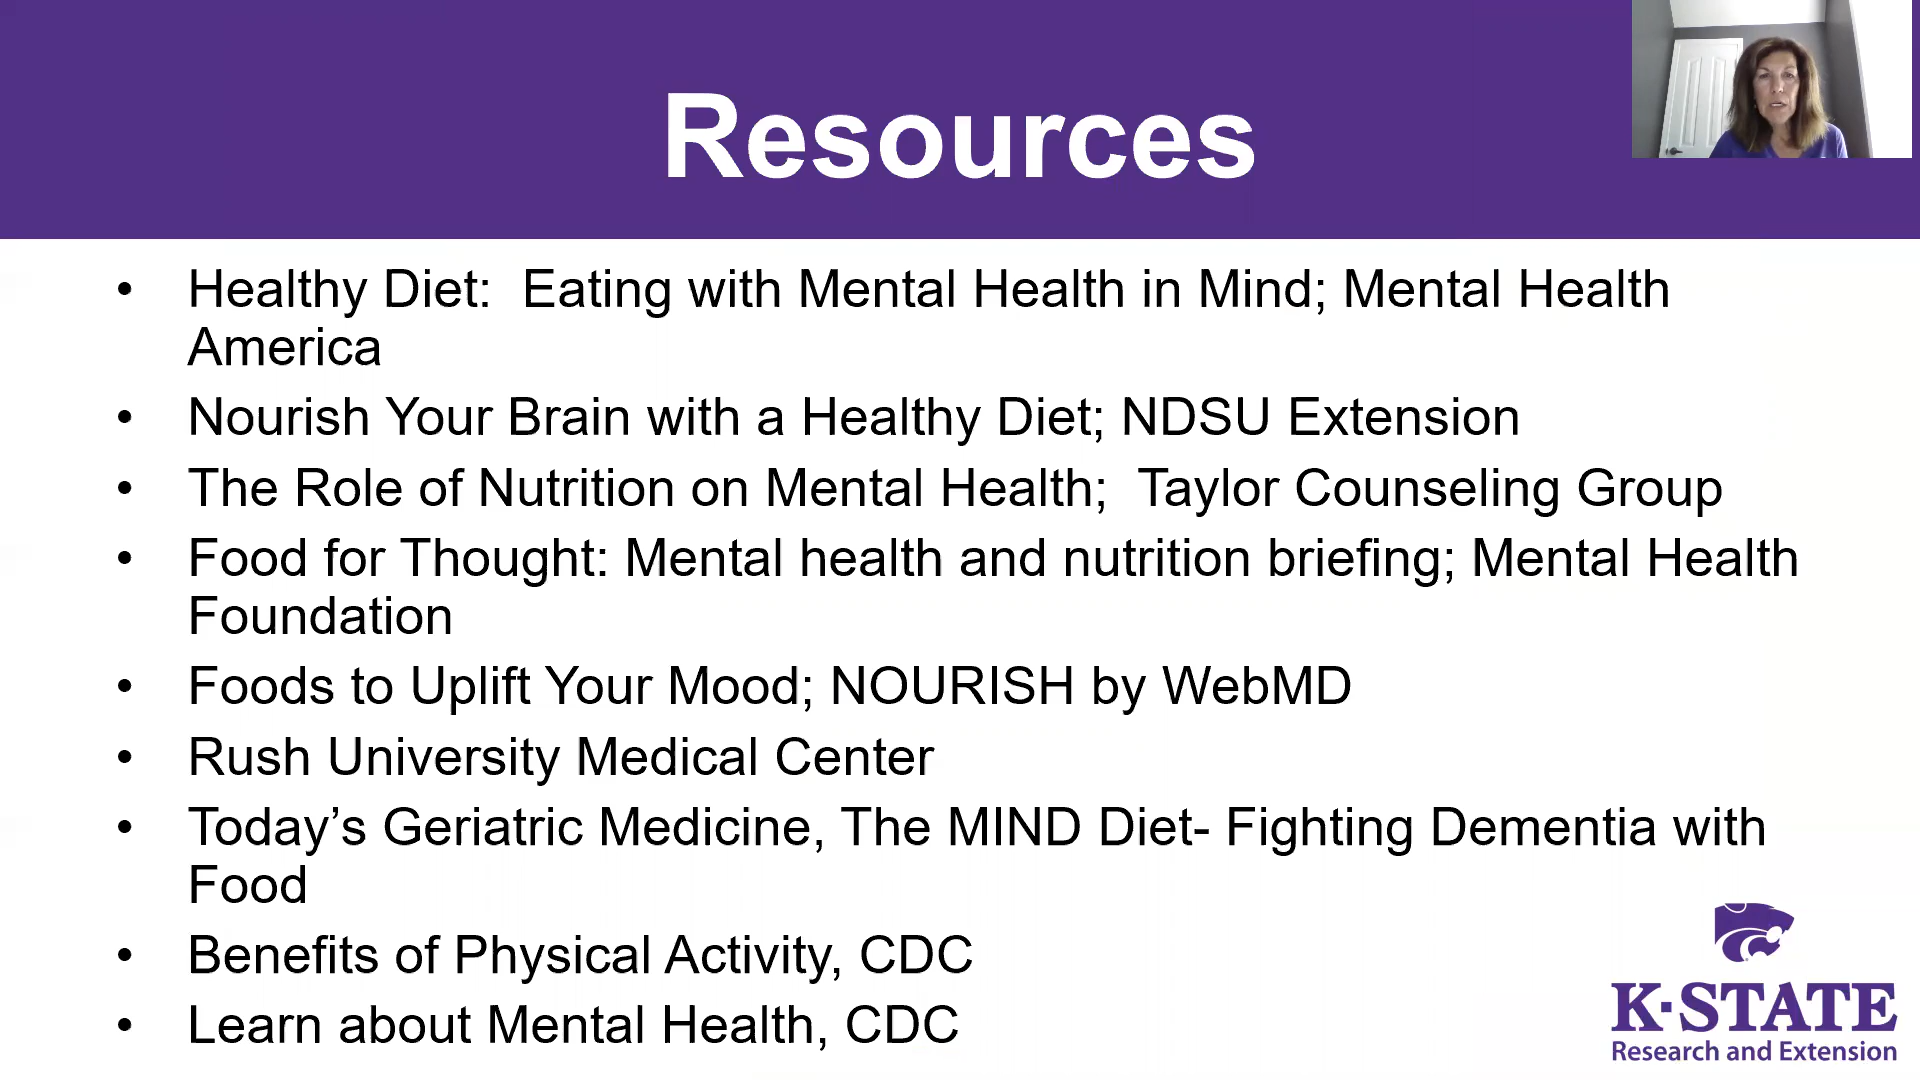 Resources
• Healthy Diet:  Eating with Mental Health in Mind; Mental Health
America
• Nourish Your Brain with a Healthy Diet; NDSU Extension
• The Role of Nutrition on Mental Health;  Taylor Counseling Group
• Food for Thought: Mental health and nutrition briefing; Mental Health
Foundation
• Foods to Uplift Your Mood; NOURISH by WebMD
• Rush University Medical Center
• Today’s Geriatric Medicine, The MIND Diet- Fighting Dementia with
Food
• Benefits of Physical Activity, CDC
• Learn about Mental Health, CDC
K·STATE
Research and Extension